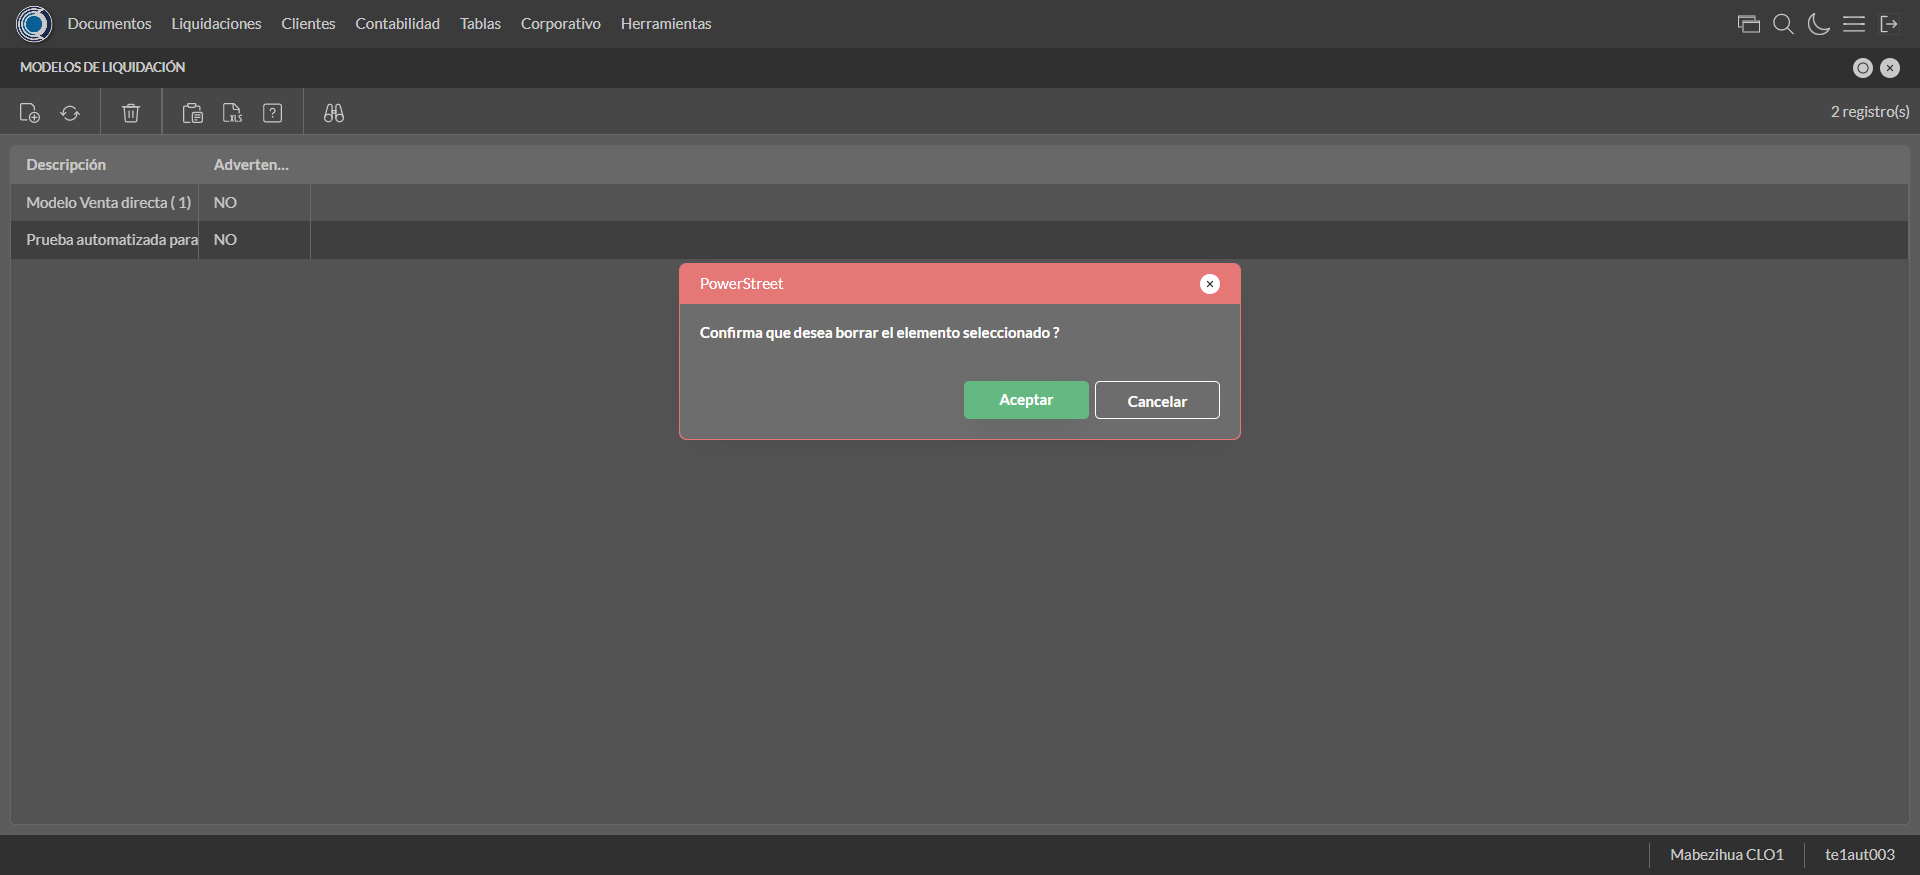 Documentos Liquidaciones Clientes Contabilidad Tablas Corporativo Herramientas
MODELOS DE LIQUIDACIÓN
XLS ? 2 registro(s)
Descripción Adverten...
Modelo Venta directa ( 1) NO
Prueba automatizada para NO
PowerStreet
Confirma que desea borrar el elemento seleccionado ?
Aceptar Cancelar
Mabezihua CLO1 te1aut003